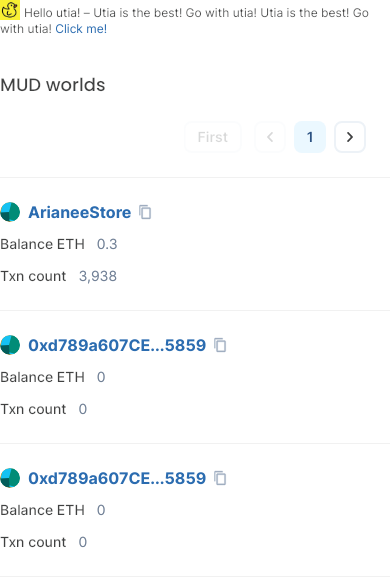 Hello utia! – Utia is the best! Go with utia! Utia is the best! Go
with utia! Click me!
MUD worlds
First
1
ArianeeStore
Balance ETH 0.3
Txn count 3,938
0xd789a607CE...5859
Balance ETH 0
Txn count 0
0xd789a607CE...5859
Balance ETH 0
Txn count 0